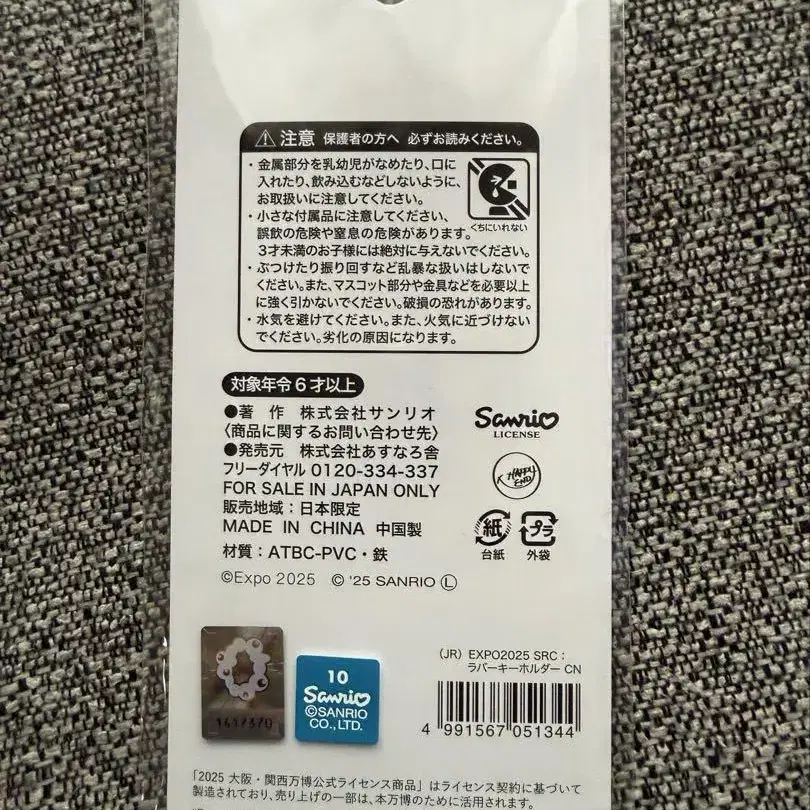 ⚠注意 保護者の方へ 必ずお読みください。
・金属部分を乳幼児がなめたり、口に
入れたり、飲み込むなどしないように、
お取扱いに注意してください。
・小さな付属品に注意してください、
誤飲の危険や窒息の危険があります。
3才未満のお子様には絶対に与えないでください。
くちにいれない
・ぶつけたり振り回すなど乱暴な扱いはしないで
ください。また、マスコット部分や金具などを必要以上
に強く引かないでください。破損の恐れがあります。
・水気を避けてください。また、火気に近づけない
でください。劣化の原因になります。
対象年令6才以上
●著 作 株式会社サンリオ
〈商品に関するお問い合わせ先〉
●発売元 株式会社あすなろ舎
フリーダイヤル 0120-334-337
FOR SALE IN JAPAN ONLY
販売地域：日本限定
MADE IN CHINA 中国製
材質：ATBC-PVC・鉄
©Expo 2025 © '25 SANRIO Ⓛ
Sanrio
LICENSE
K HAPPY
END
紙 プラ
台紙 外袋
141737U
10
Sanrio
©SANRIO
CO.,LTD.
(JR) EXPO2025 SRC：
ラバーキーホルダー CN
4 991567 051344
「2025 大阪・関西万博公式ライセンス商品」はライセンス契約に基づいて
製造されており、売り上げの一部は、本万博のために活用されます。